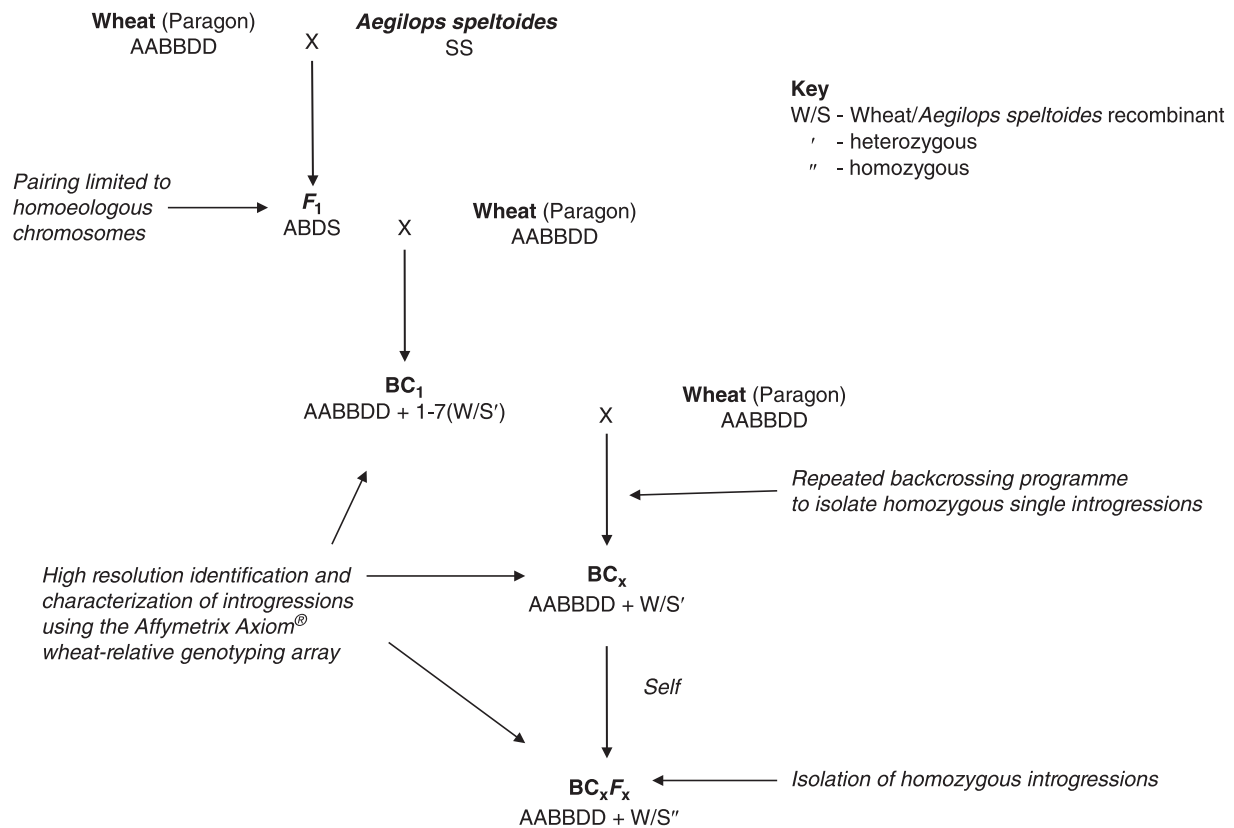 Wheat (Paragon)
AABBDD
X
Aegilops speltoides
SS
Key
W/S - Wheat/Aegilops speltoides recombinant
′ - heterozygous
″ - homozygous
Pairing limited to
homoeologous
chromosomes
F1
ABDS
X
Wheat (Paragon)
AABBDD
BC1
AABBDD + 1-7(W/S′)
X
Wheat (Paragon)
AABBDD
Repeated backcrossing programme
to isolate homozygous single introgressions
High resolution identification and
characterization of introgressions
using the Affymetrix Axiom®
wheat-relative genotyping array
BCx
AABBDD + W/S′
Self
BCxFx
AABBDD + W/S″
Isolation of homozygous introgressions